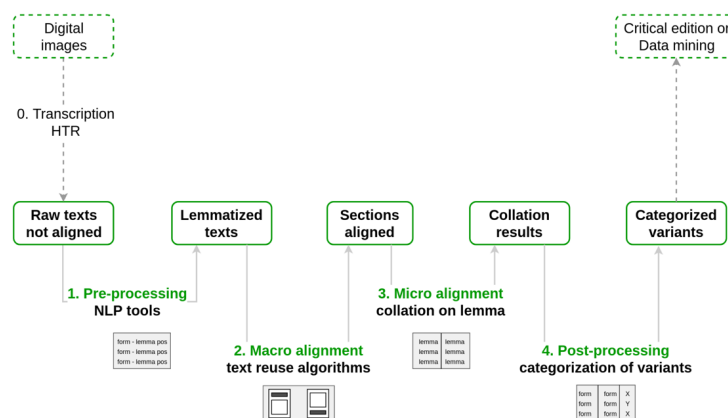 Digital
images
Critical edition or
Data mining
0. Transcription
HTR
Raw texts
not aligned
Lemmatized
texts
Sections
aligned
Collation
results
Categorized
variants
1. Pre-processing
NLP tools
3. Micro alignment
collation on lemma
form - lemma pos
form - lemma pos
form - lemma pos
lemma lemma
lemma lemma
lemma lemma
2. Macro alignment
text reuse algorithms
4. Post-processing
categorization of variants
form form X
form form Y
form form X